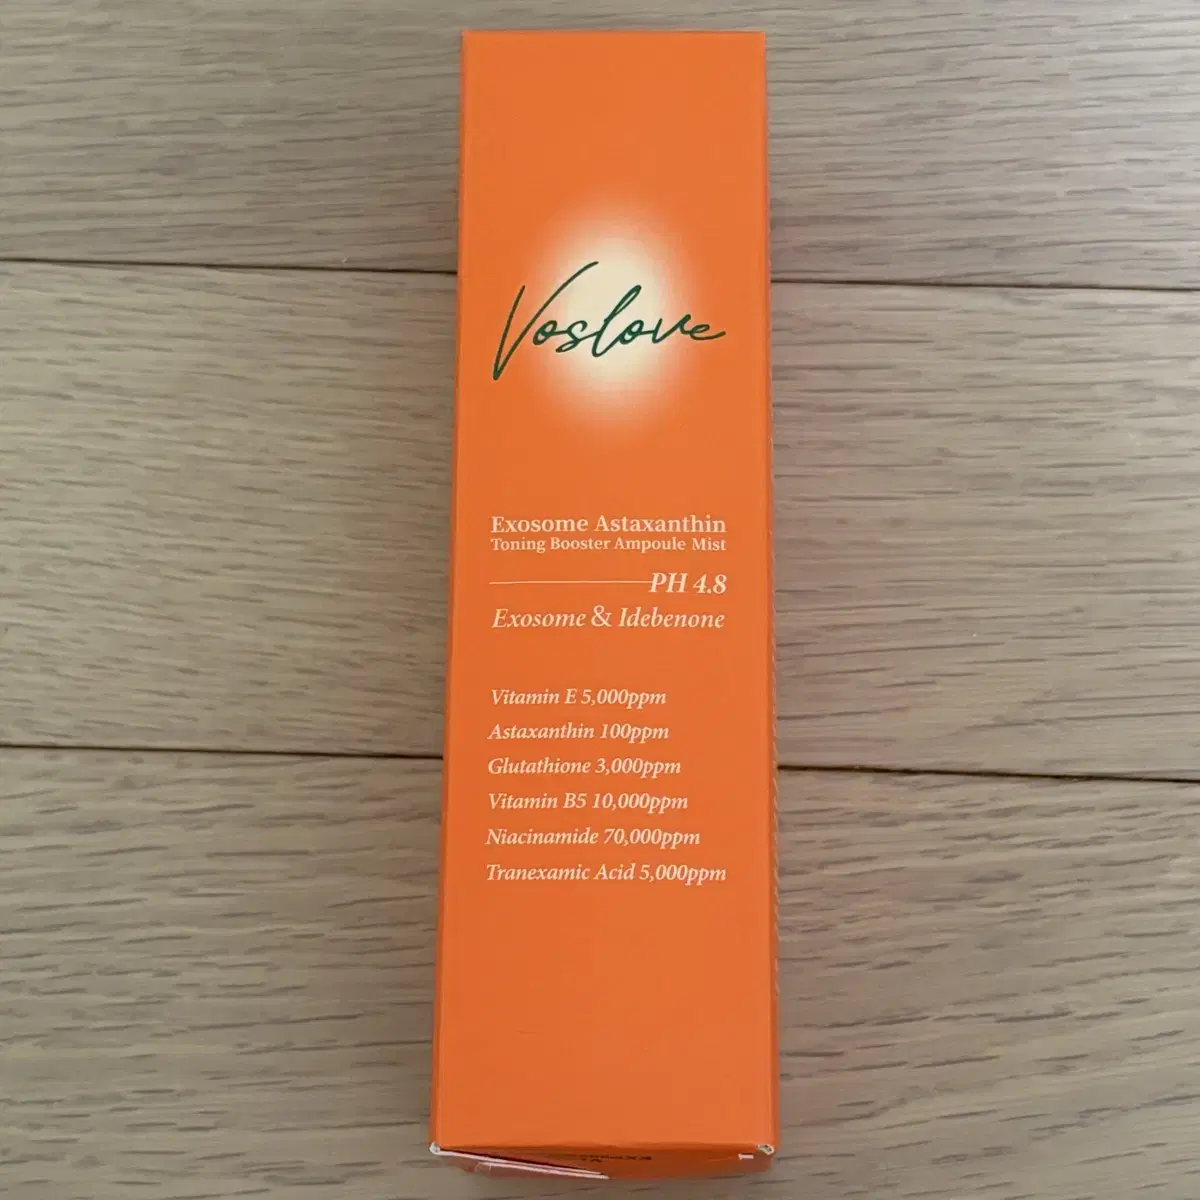 Voslove
Exosome Astaxanthin
Toning Booster Ampoule Mist
PH 4.8
Exosome & Idebenone
Vitamin E 5,000ppm
Astaxanthin 100ppm
Glutathione 3,000ppm
Vitamin B5 10,000ppm
Niacinamide 70,000ppm
Tranexamic Acid 5,000ppm